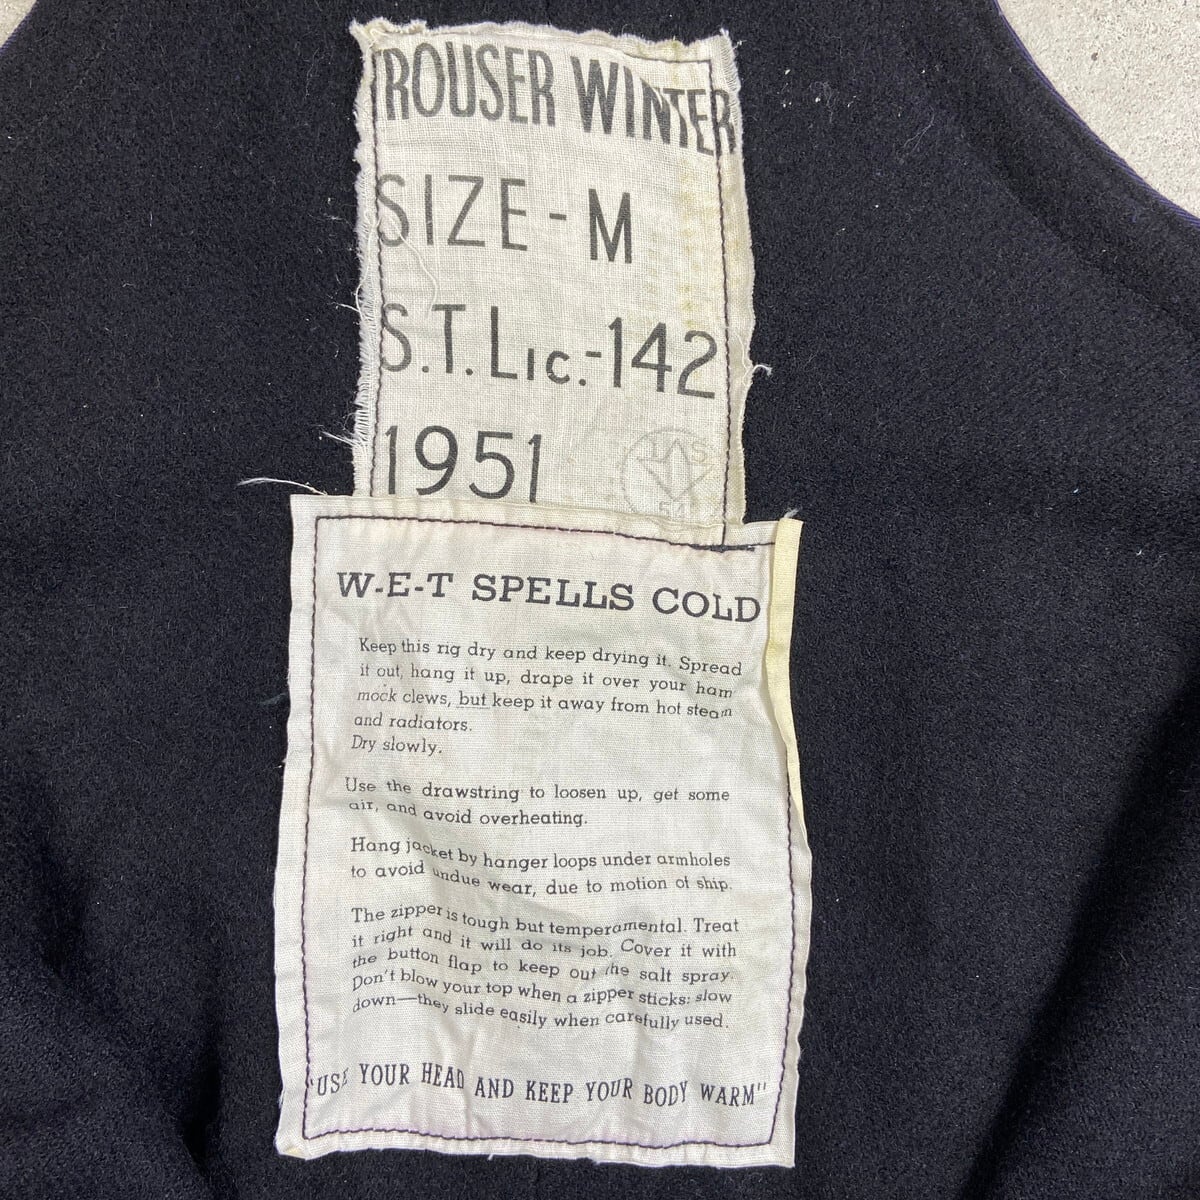 TROUSER WINTER
SIZE-M
S.T.Lic.-142
1951
54
W-E-T SPELLS COLD
Keep this rig dry and keep drying it. Spread
it out, hang it up, drape it over your ham
mock clews, but keep it away from hot steam
and radiators.
Dry slowly.
Use the drawstring to loosen up, get some
air, and avoid overheating.
Hang jacket by hanger loops under armholes
to avoid undue wear, due to motion of ship.
The zipper is tough but temperamental. Treat
it right and it will do its job. Cover it with
the button flap to keep out the salt spray.
Don't blow your top when a zipper sticks: slow
down—they slide easily when carefully used.
"USE YOUR HEAD AND KEEP YOUR BODY WARM"